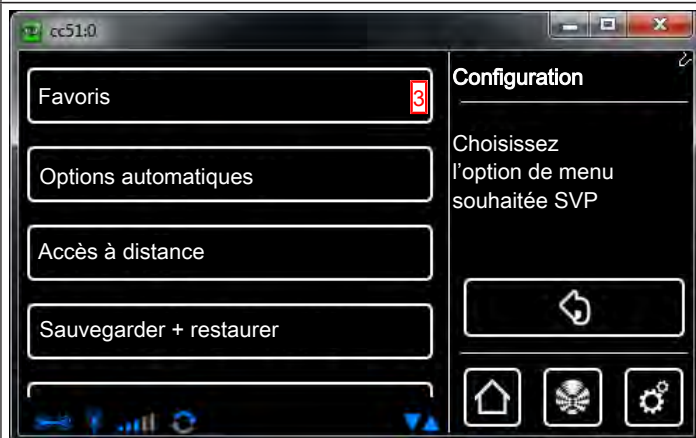 cc51:0
Favoris
3
Options automatiques
Accès à distance
Sauvegarder + restaurer
Configuration
Choisissez
l'option de menu
souhaitée SVP